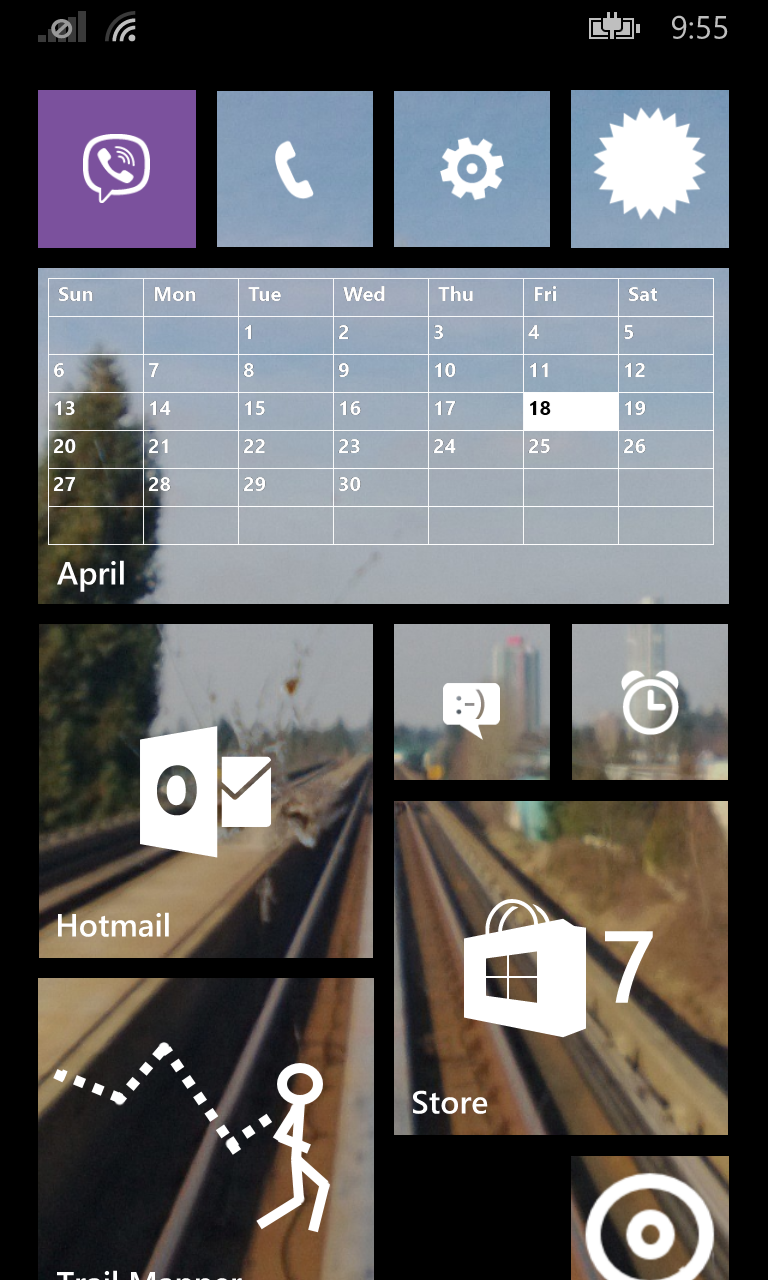 9:55
Sun Mon Tue Wed Thu Fri Sat
1 2 3 4 5
6 7 8 9 10 11 12
13 14 15 16 17 18 19
20 21 22 23 24 25 26
27 28 29 30
April
:-)
Hotmail
7
Store
Trail Mapper